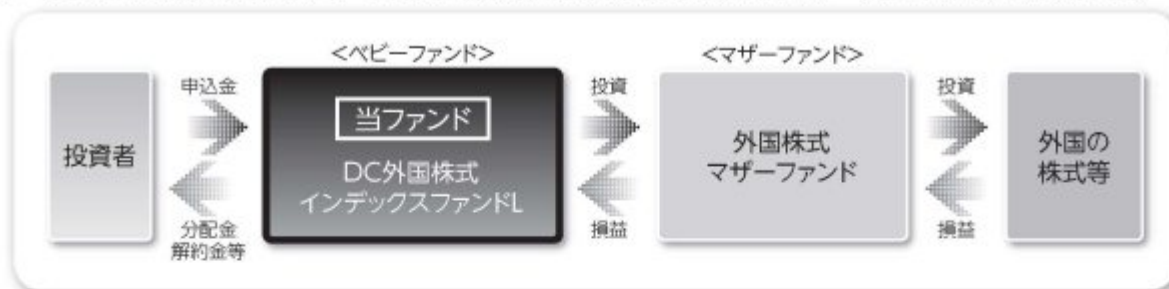 <ベビーファンド>
<マザーファンド>
投資者
申込金
分配金
解約金等
当ファンド
DC外国株式
インデックスファンドL
投資
損益
外国株式
マザーファンド
投資
損益
外国の
株式等